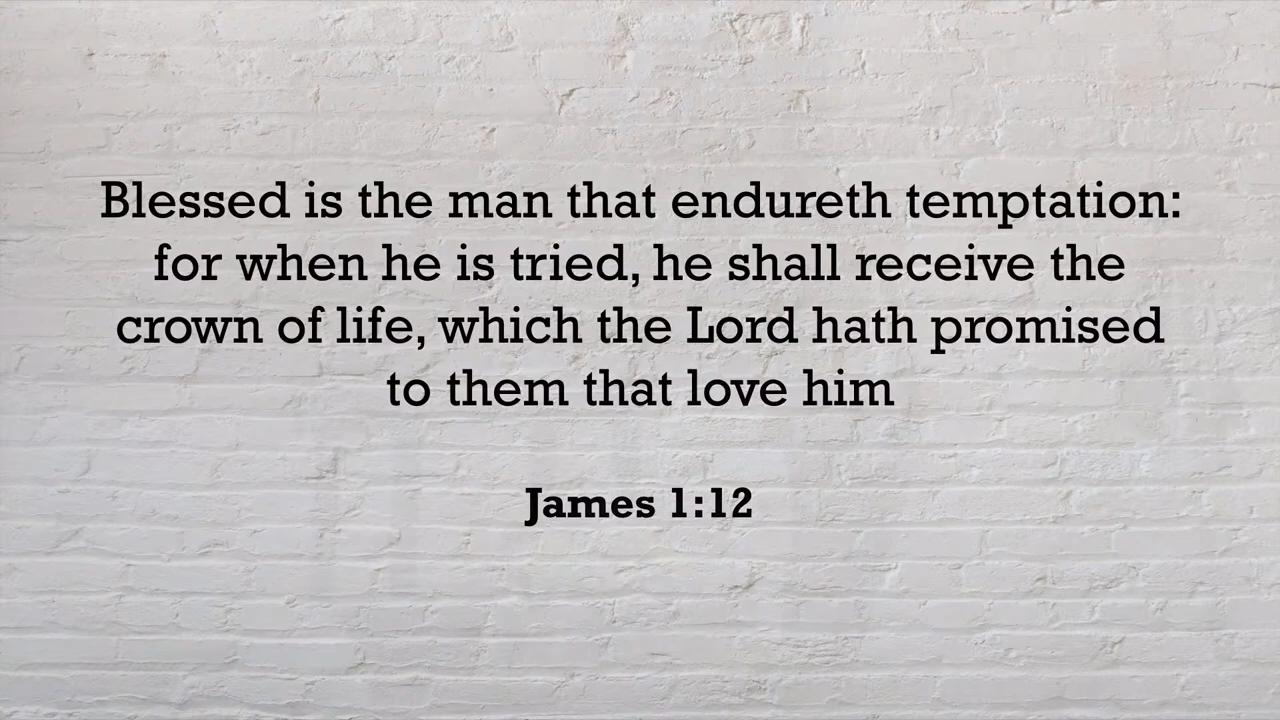 Blessed is the man that endureth temptation:
for when he is tried, he shall receive the
crown of life, which the Lord hath promised
to them that love him
James 1:12